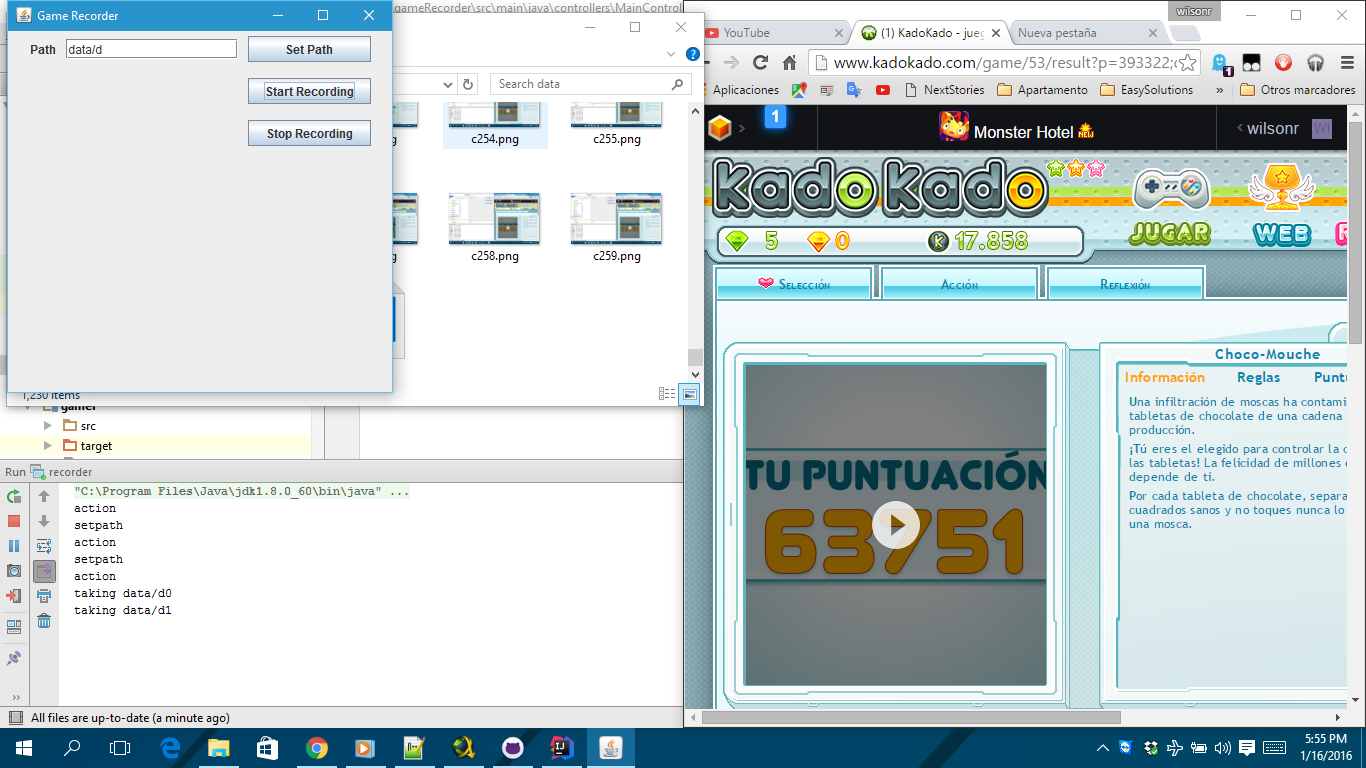 Game Recorder
Path
data/d
Set Path
Start Recording
Stop Recording
gameRecorder\src\main\java\controllers\MainControl
Search data
c254.png
c255.png
c258.png
c259.png
1,230 items
src
target
Run
recorder
"C:\Program Files\Java\jdk1.8.0_60\bin\java" ...
action
setpath
action
setpath
action
taking data/d0
taking data/d1
All files are up-to-date (a minute ago)
wilsonr
YouTube
(1) KadoKado - jueg
Nueva pestaña
www.kadokado.com/game/53/result?p=393322;
1
Aplicaciones
NextStories
Apartamento
EasySolutions
»
Otros marcadores
1
Monster Hotel
NEW
wilsonr
WI
kadokado
5
0
K
17.858
JUGAR
WEB
Selección
Acción
Reflexión
TU PUNTUACIÓN
63751
Choco-Mouche
Información
Reglas
Puntu
Una infiltración de moscas ha contami
tabletas de chocolate de una cadena
producción.
¡Tú eres el elegido para controlar la c
las tabletas! La felicidad de millones
depende de ti.
Por cada tableta de chocolate, separa
cuadrados sanos y no toques nunca lo
una mosca.
5:55 PM
1/16/2016